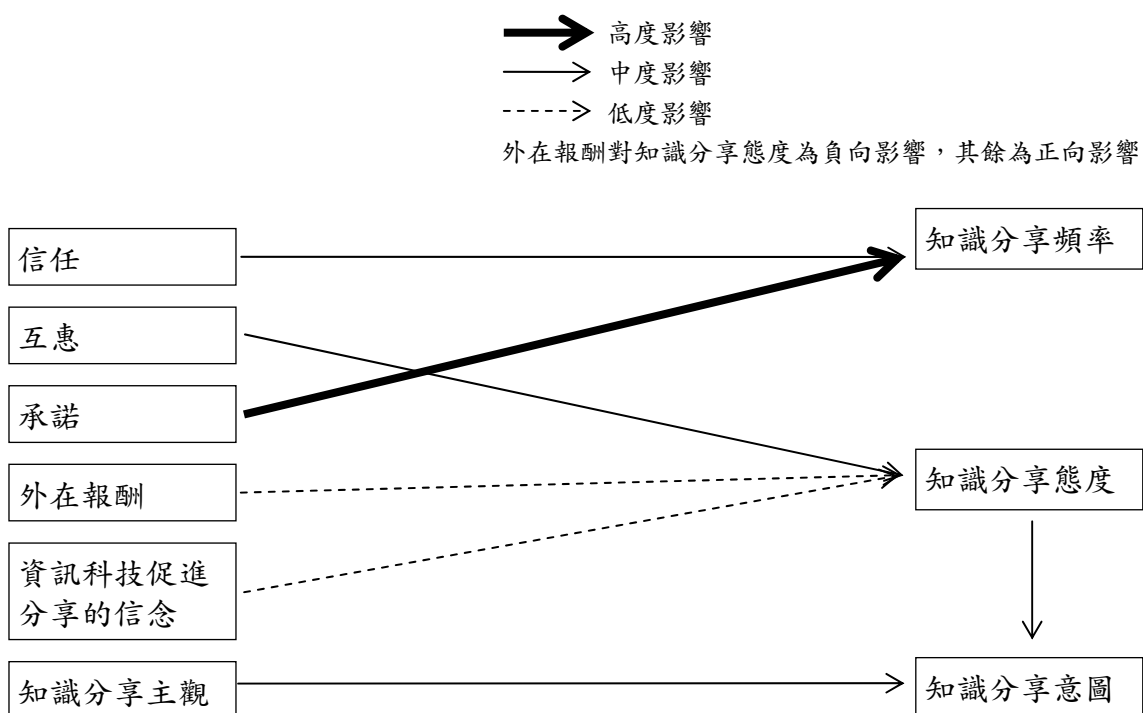 高度影響
中度影響
低度影響
外在報酬對知識分享態度為負向影響，其餘為正向影響
信任
知識分享頻率
互惠
承諾
外在報酬
知識分享態度
資訊科技促進
分享的信念
知識分享主觀
知識分享意圖